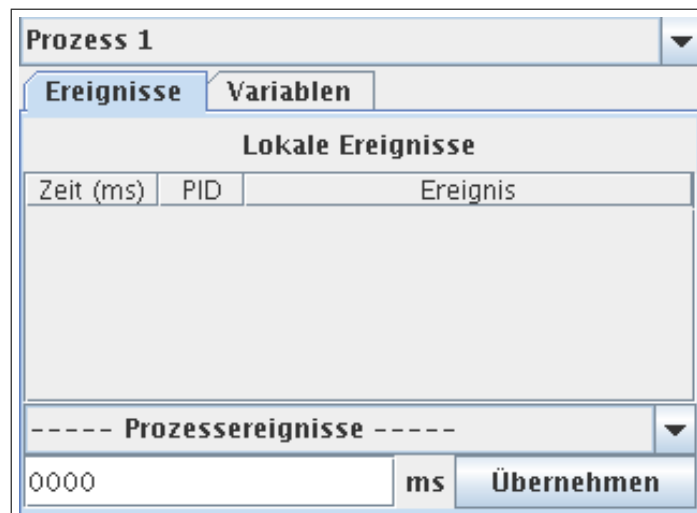 Prozess 1
Ereignisse Variablen
Lokale Ereignisse
Zeit (ms) PID Ereignis
----- Prozessereignisse -----
0000 ms Übernehmen